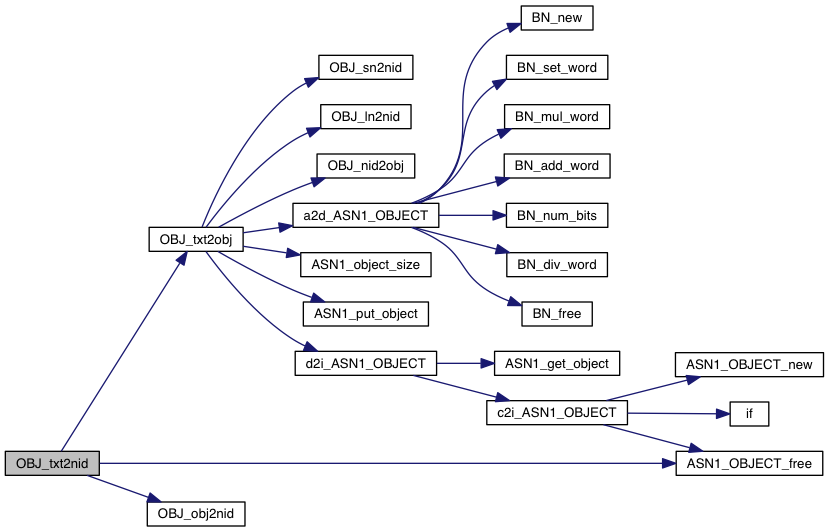 BN_new
OBJ_sn2nid
BN_set_word
OBJ_ln2nid
BN_mul_word
OBJ_nid2obj
BN_add_word
a2d_ASN1_OBJECT
BN_num_bits
OBJ_txt2obj
ASN1_object_size
BN_div_word
ASN1_put_object
BN_free
d2i_ASN1_OBJECT
ASN1_get_object
ASN1_OBJECT_new
c2i_ASN1_OBJECT
if
OBJ_txt2nid
ASN1_OBJECT_free
OBJ_obj2nid